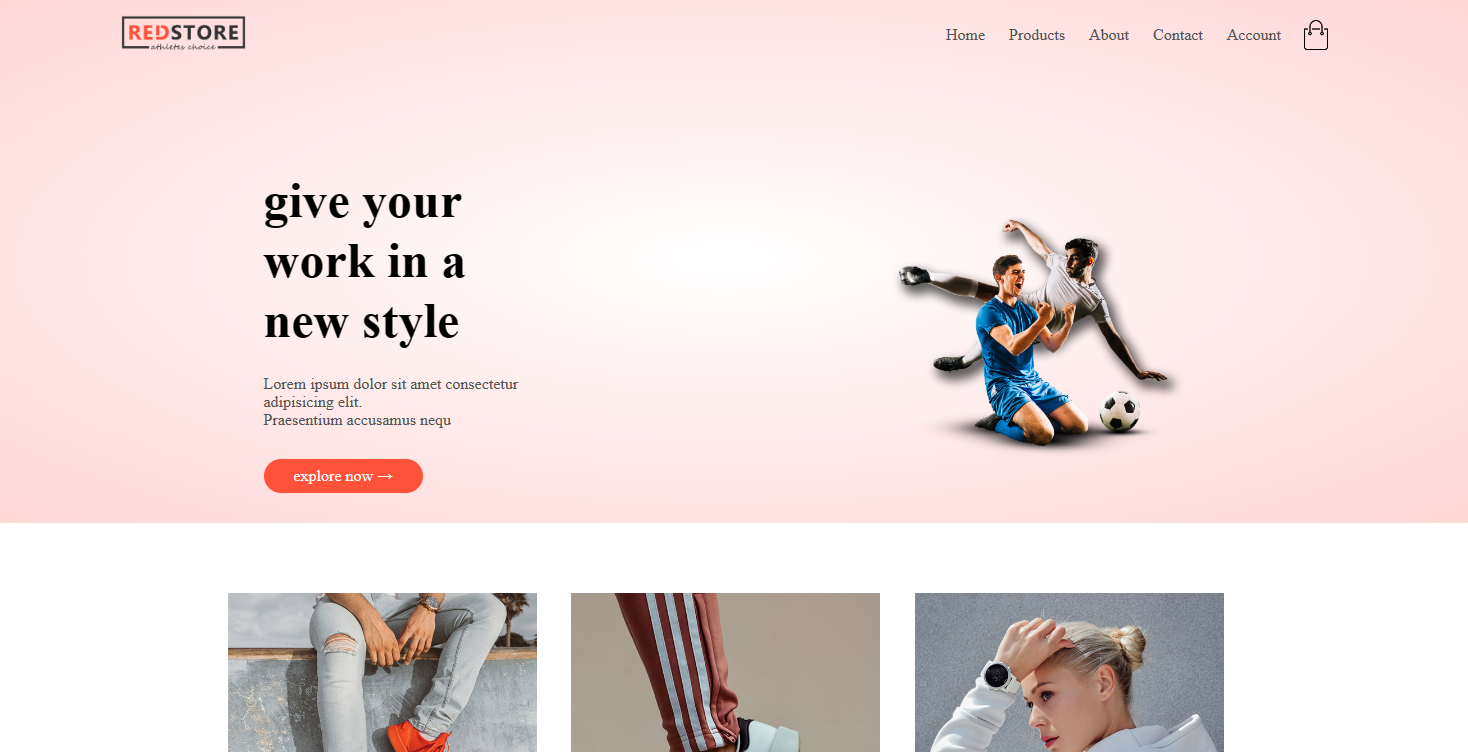 REDSTORE
athletes choice
Home Products About Contact Account
give your
work in a
new style
Lorem ipsum dolor sit amet consectetur
adipisicing elit.
Praesentium accusamus nequ
explore now →